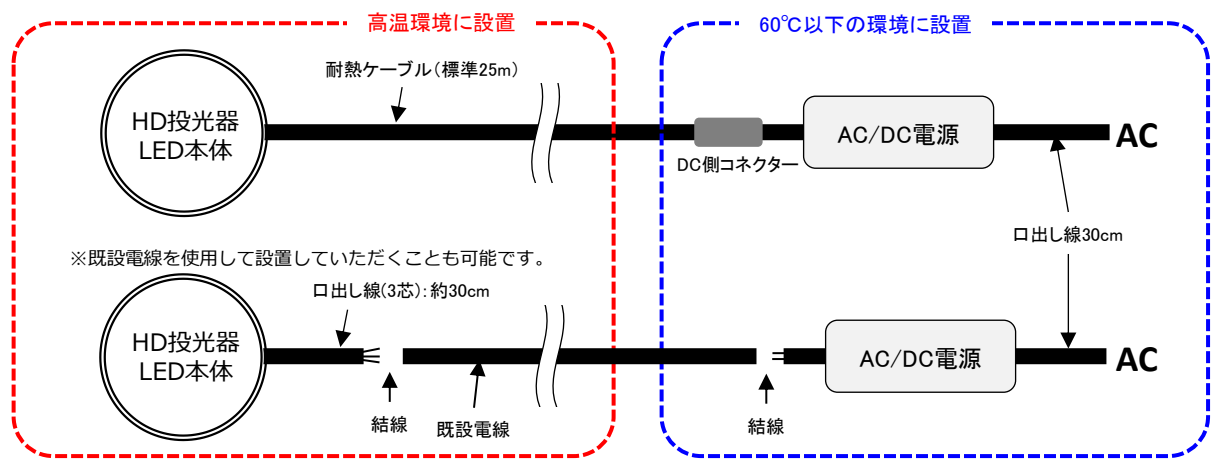 高温環境に設置
60℃以下の環境に設置
耐熱ケーブル(標準25m)
HD投光器
LED本体
AC/DC電源
AC
DC側コネクター
口出し線30cm
※既設電線を使用して設置していただくことも可能です。
口出し線(3芯):約30cm
HD投光器
LED本体
AC/DC電源
AC
結線
既設電線
結線